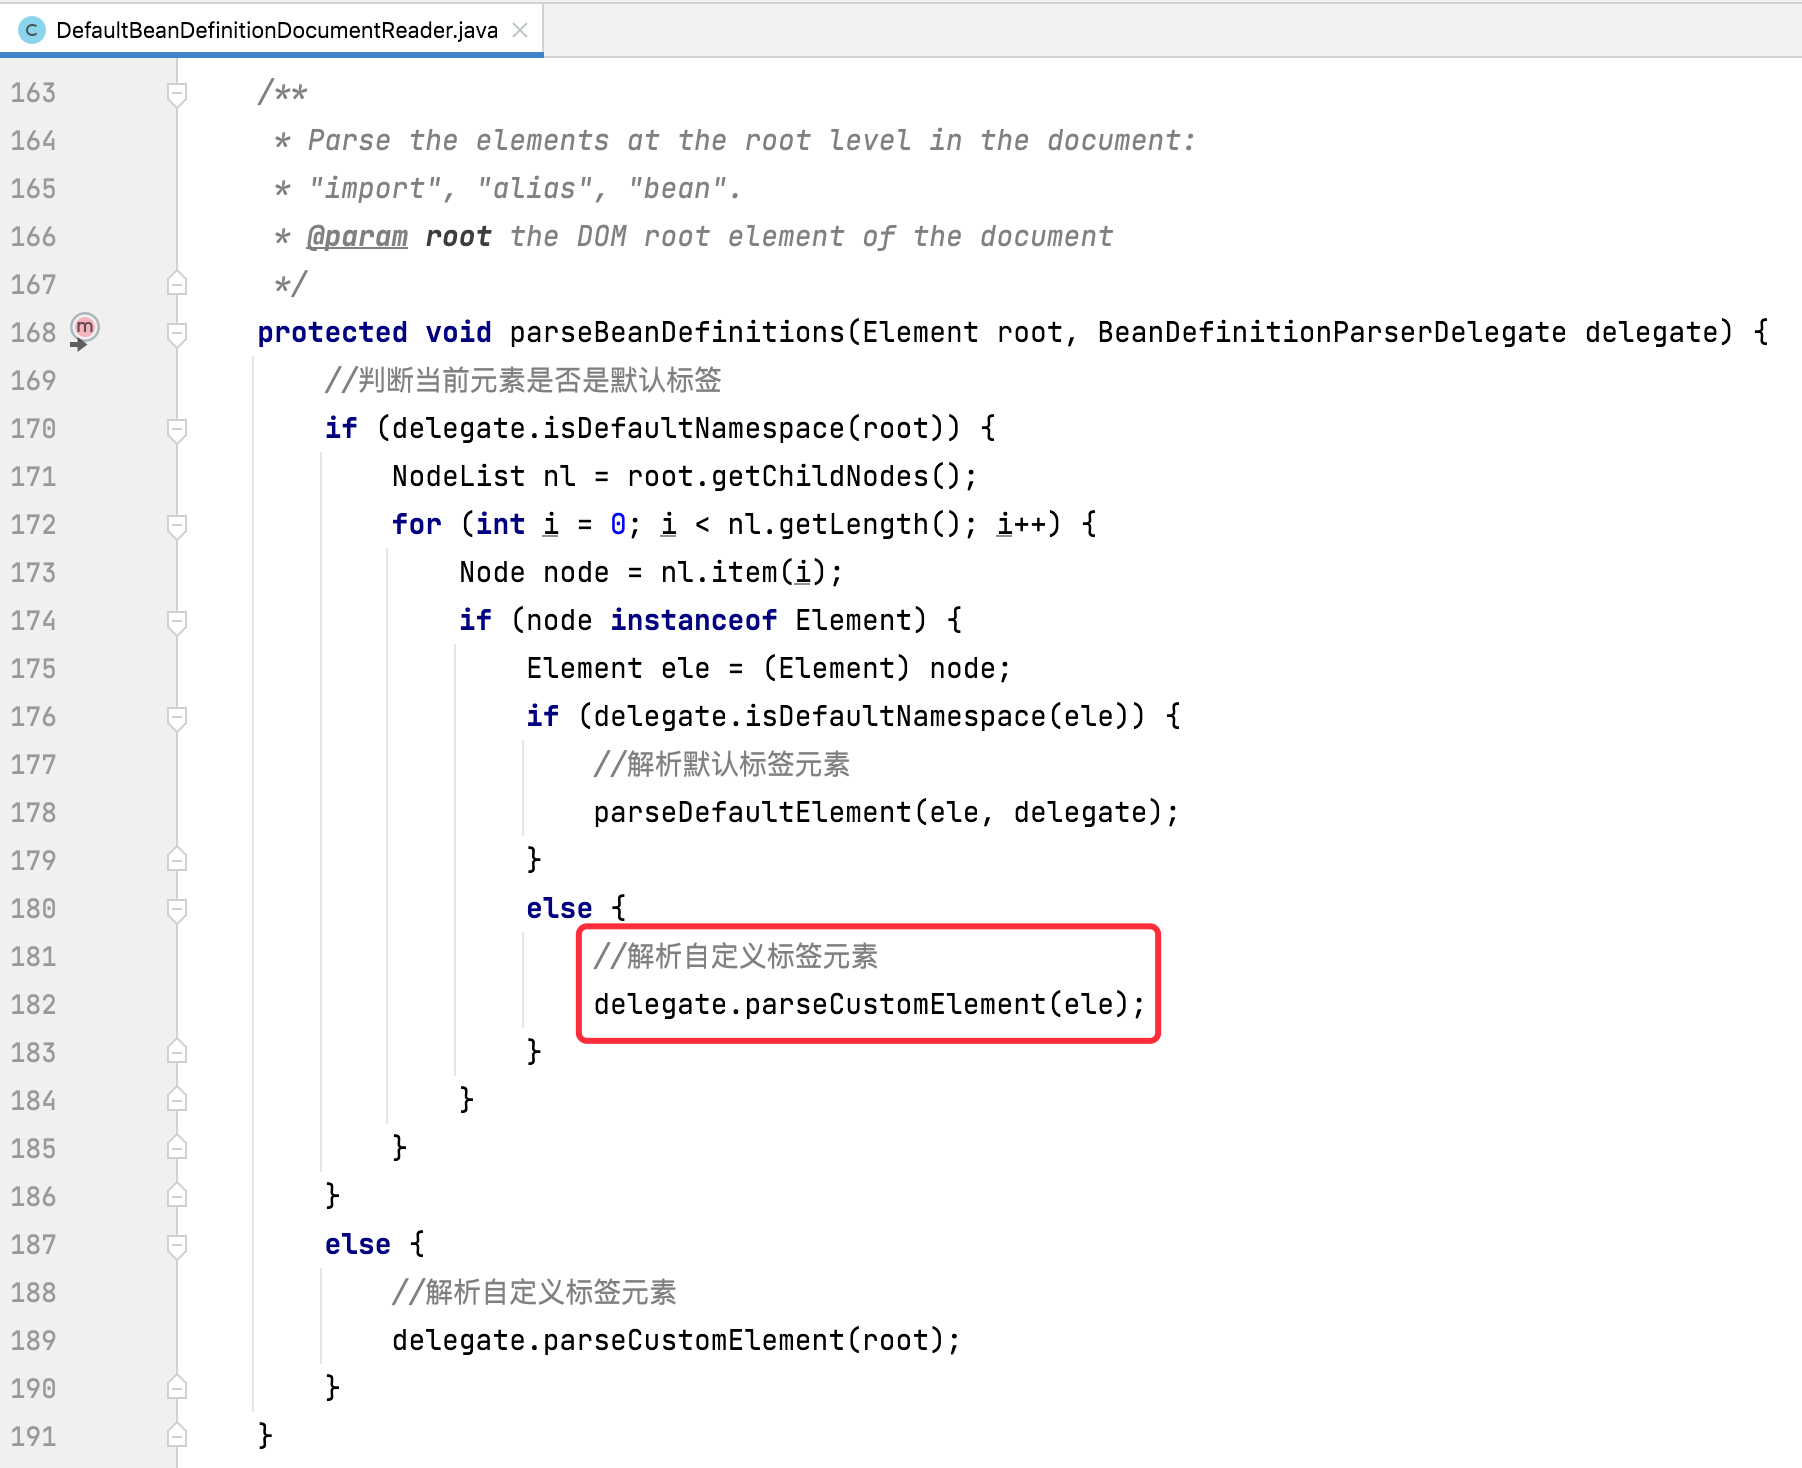 DefaultBeanDefinitionDocumentReader.java
163 /**
164 * Parse the elements at the root level in the document:
165 * "import", "alias", "bean".
166 * @param root the DOM root element of the document
167 */
168 protected void parseBeanDefinitions(Element root, BeanDefinitionParserDelegate delegate) {
169 //判断当前元素是否是默认标签
170 if (delegate.isDefaultNamespace(root)) {
171 NodeList nl = root.getChildNodes();
172 for (int i = 0; i < nl.getLength(); i++) {
173 Node node = nl.item(i);
174 if (node instanceof Element) {
175 Element ele = (Element) node;
176 if (delegate.isDefaultNamespace(ele)) {
177 //解析默认标签元素
178 parseDefaultElement(ele, delegate);
179 }
180 else {
181 //解析自定义标签元素
182 delegate.parseCustomElement(ele);
183 }
184 }
185 }
186 }
187 else {
188 //解析自定义标签元素
189 delegate.parseCustomElement(root);
190 }
191 }